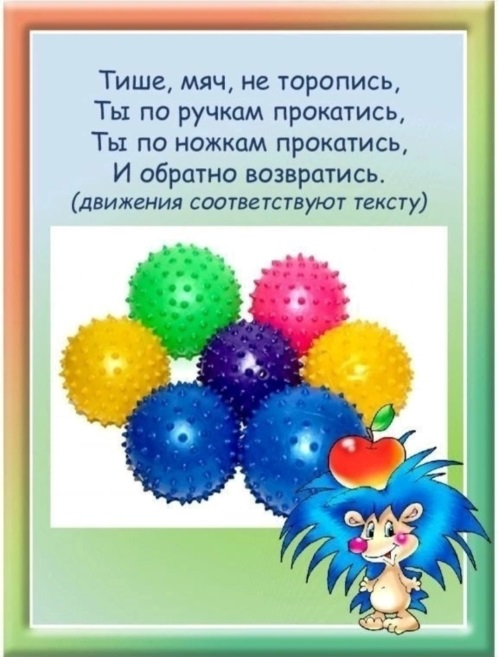 Тише, мяч, не торопись,
Ты по ручкам прокатись,
Ты по ножкам прокатись,
И обратно возвратись.
(движения соответствуют тексту)